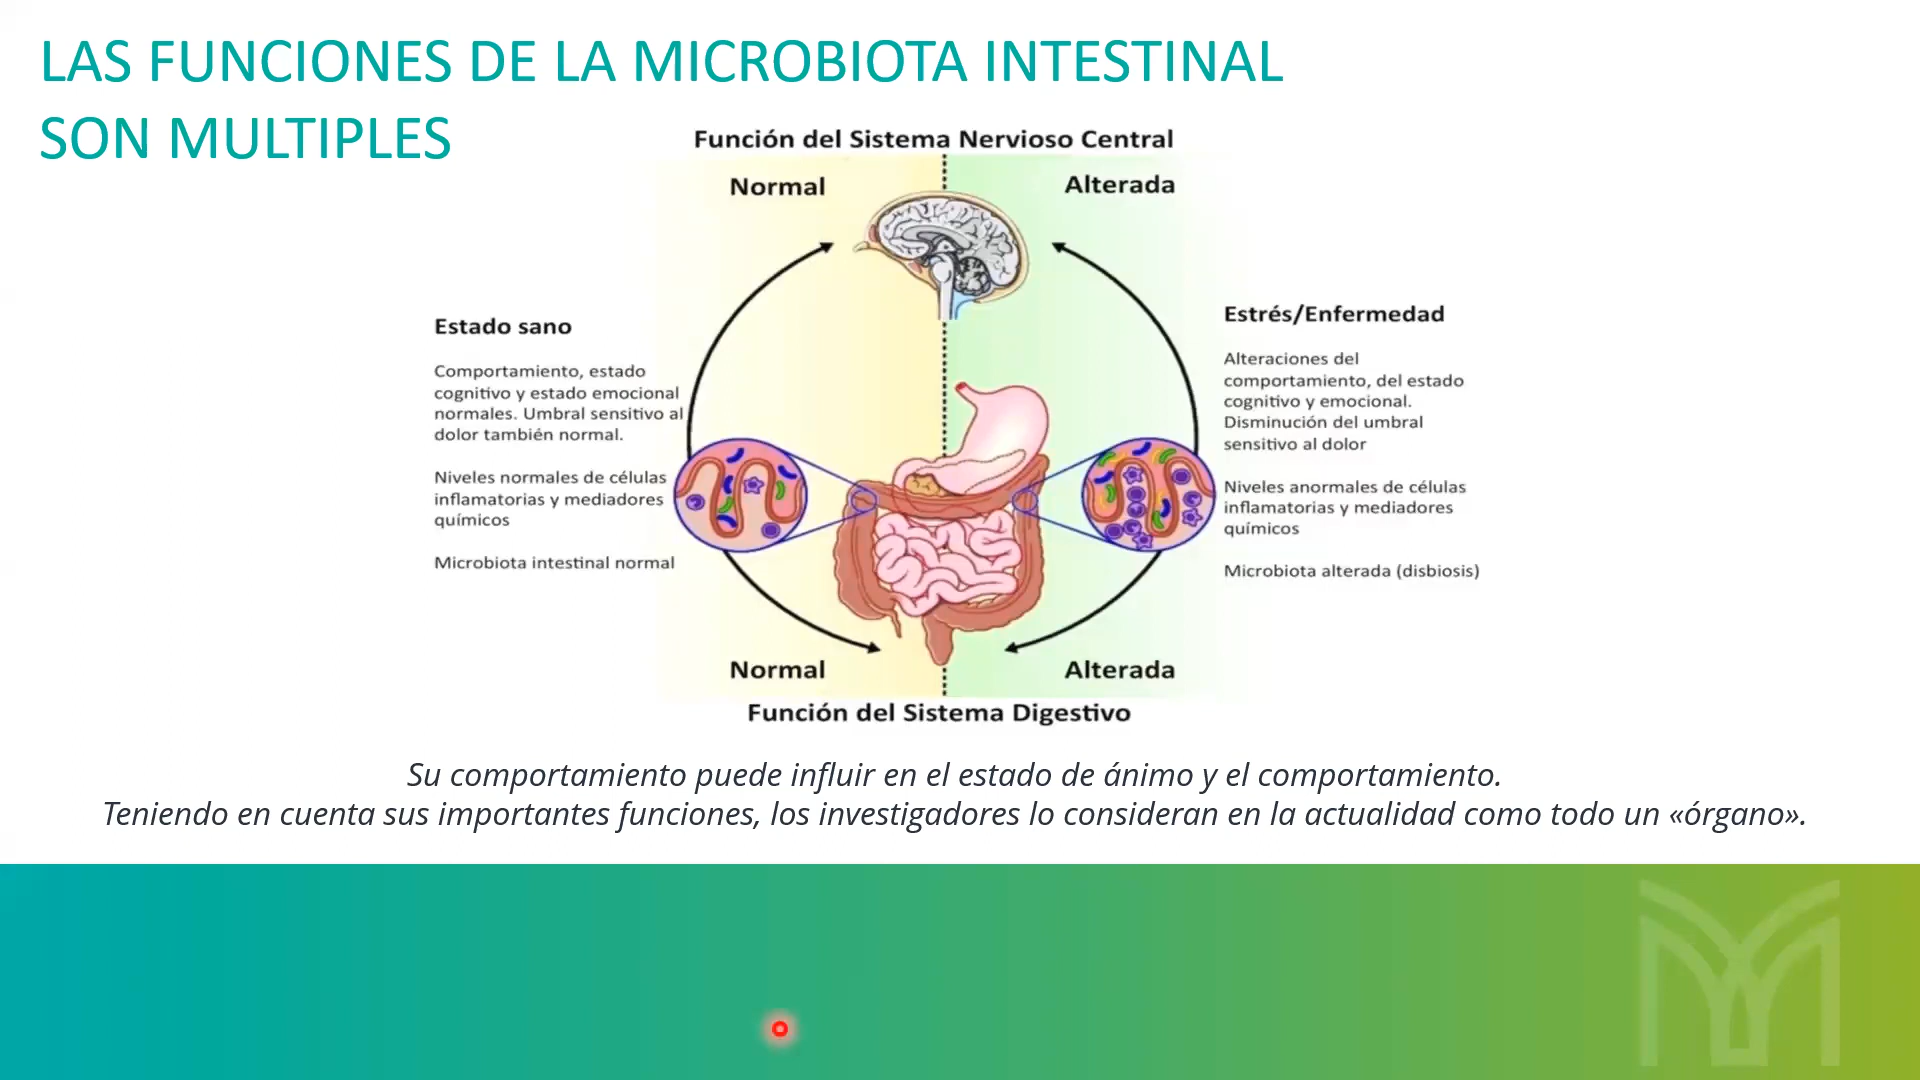 LAS FUNCIONES DE LA MICROBIOTA INTESTINAL
SON MULTIPLES
Función del Sistema Nervioso Central
Normal
Alterada
Estado sano
Comportamiento, estado
cognitivo y estado emocional
normales. Umbral sensitivo al
dolor también normal.
Niveles normales de células
inflamatorias y mediadores
químicos
Microbiota intestinal normal
Estrés/Enfermedad
Alteraciones del
comportamiento, del estado
cognitivo y emocional.
Disminución del umbral
sensitivo al dolor
Niveles anormales de células
inflamatorias y mediadores
químicos
Microbiota alterada (disbiosis)
Normal
Alterada
Función del Sistema Digestivo
Su comportamiento puede influir en el estado de ánimo y el comportamiento.
Teniendo en cuenta sus importantes funciones, los investigadores lo consideran en la actualidad como todo un «órgano».